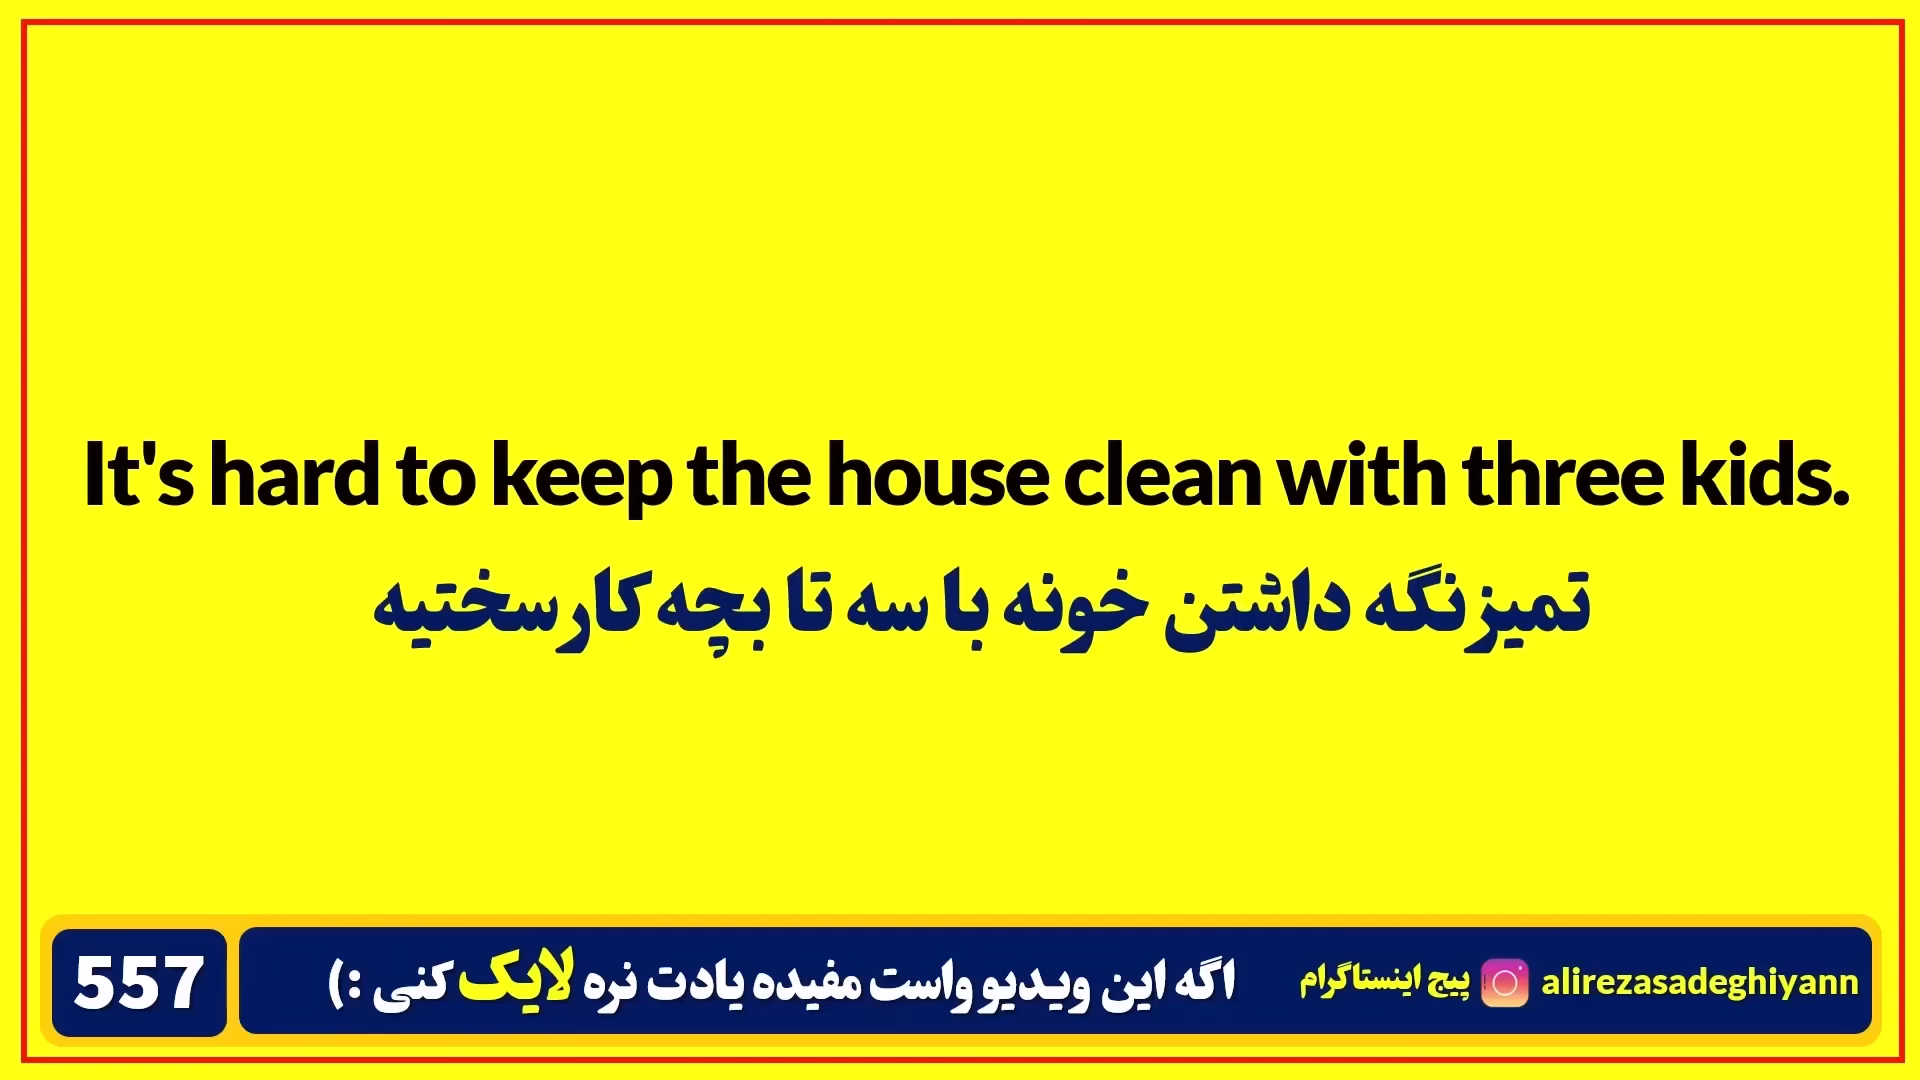 It's hard to keep the house clean with three kids.
تمیز نگه داشتن خونه با سه تا بچه کار سختیه
557
اگه این ویدیو واست مفیده یادت نره لایک کنی :)
پیج اینستاگرام alirezasadeghiyann